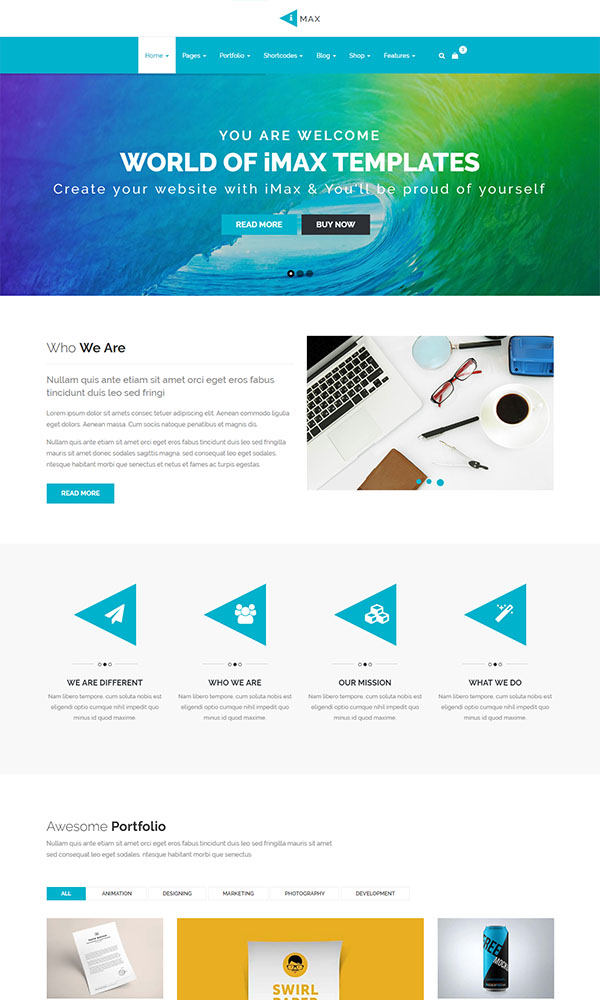 i MAX
Home Pages Portfolio Shortcodes Blog Shop Features
YOU ARE WELCOME
WORLD OF iMAX TEMPLATES
Create your website with iMax & You'll be proud of yourself
READ MORE BUY NOW
Who We Are
Nullam quis ante etiam sit amet orci eget eros fabus
tincidunt duis leo sed fringi
Lorem ipsum dolor sit amets consec tetuer adipiscing elit. Aenean commodo ligula
eget dolors. Aenean massa. Cum sociis natoque penatibus et magnis dis.
Nullam quis ante etiam sit amet orci eget eros fabus tincidunt duis leo sed fringilla
mauris sit amet donec sodales sagittis magna. sed consequat leo eget sodales.
ntesque habitant morbi que senectus et netus et fames ac turpis egestas.
READ MORE
WE ARE DIFFERENT
Nam libero tempore, cum soluta nobis est
eligendi optio cumque nihil impedit quo
minus id quod maxime.
WHO WE ARE
Nam libero tempore, cum soluta nobis est
eligendi optio cumque nihil impedit quo
minus id quod maxime.
OUR MISSION
Nam libero tempore, cum soluta nobis est
eligendi optio cumque nihil impedit quo
minus id quod maxime.
WHAT WE DO
Nam libero tempore, cum soluta nobis est
eligendi optio cumque nihil impedit quo
minus id quod maxime.
Awesome Portfolio
Nullam quis ante etiam sit amet orci eget eros fabus tincidunt duis leo sed fringilla mauris sit amet
sed consequat leo eget sodales. ntesque habitant morbi que senectus
ALL ANIMATION DESIGNING MARKETING PHOTOGRAPHY DEVELOPMENT
SWIRL
PAPER
FREE
MOCKU